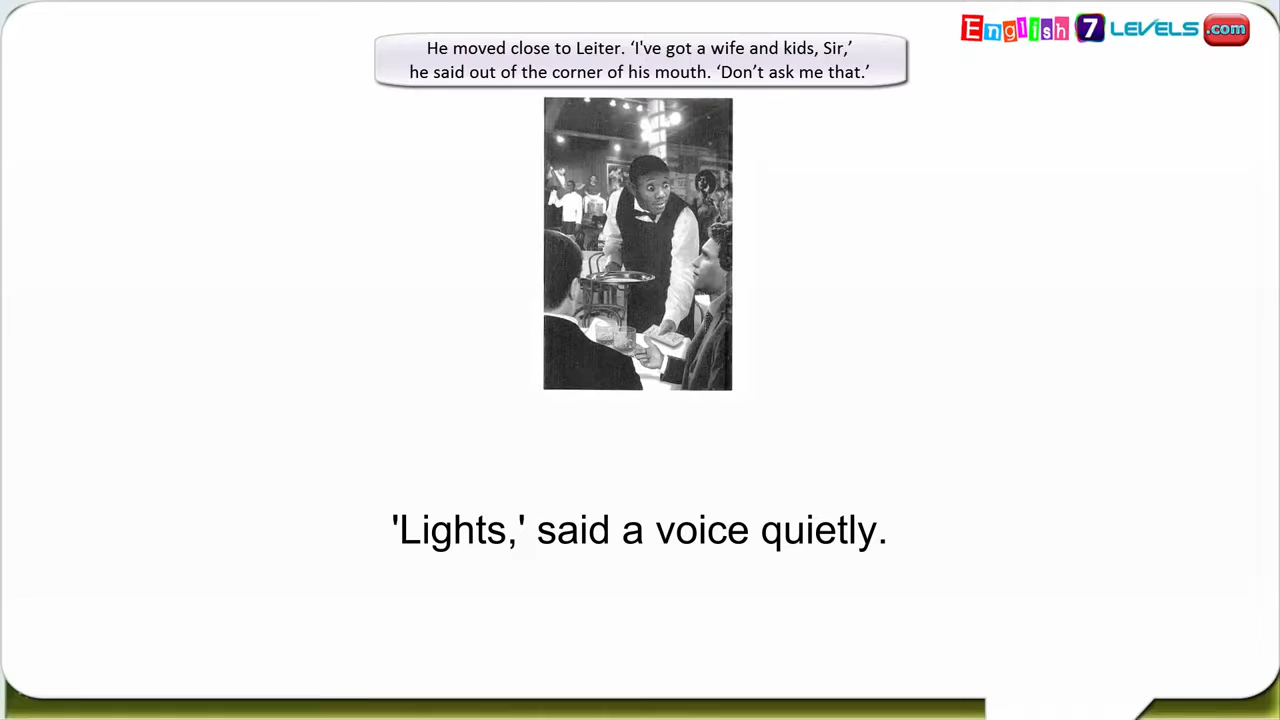 He moved close to Leiter. ‘I've got a wife and kids, Sir,’
he said out of the corner of his mouth. ‘Don’t ask me that.’
English 7 LEVELS .com
'Lights,' said a voice quietly.